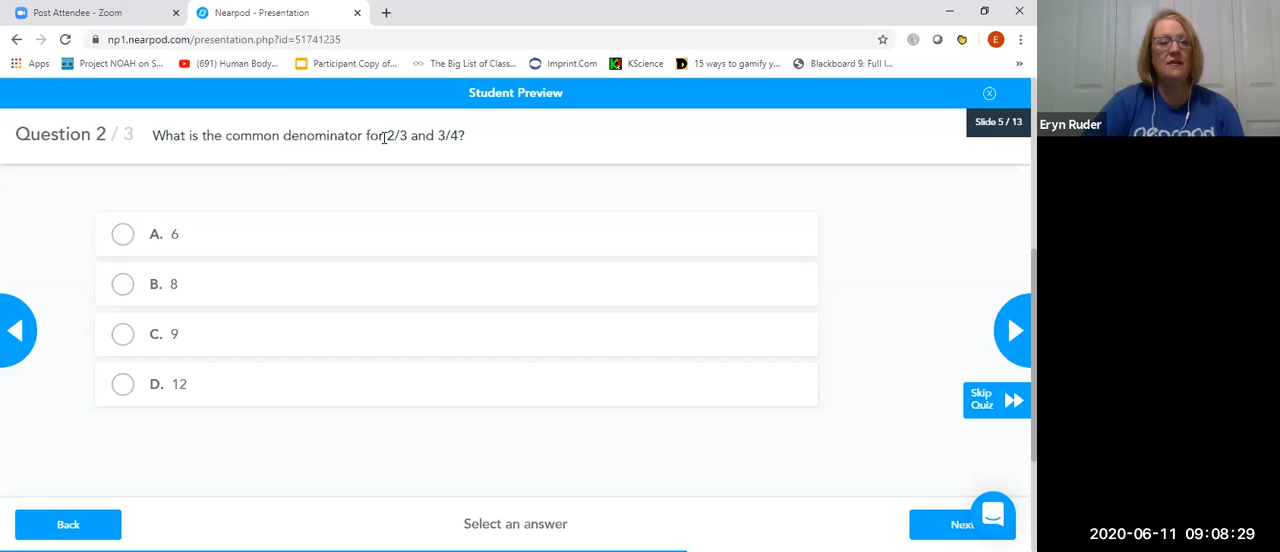 Post Attendee - Zoom
Nearpod - Presentation
np1.nearpod.com/presentation.php?id=51741235
E
Apps
Project NOAH on S...
(691) Human Body...
Participant Copy of...
The Big List of Class...
Imprint.Com
KScience
15 ways to gamify y...
Blackboard 9: Full I...
Student Preview
Slide 5 / 13
Eryn Ruder
nearpod
Question 2 / 3
What is the common denominator for 2/3 and 3/4?
A. 6
B. 8
C. 9
D. 12
Skip
Quiz
Back
Select an answer
Next
2020-06-11 09:08:29